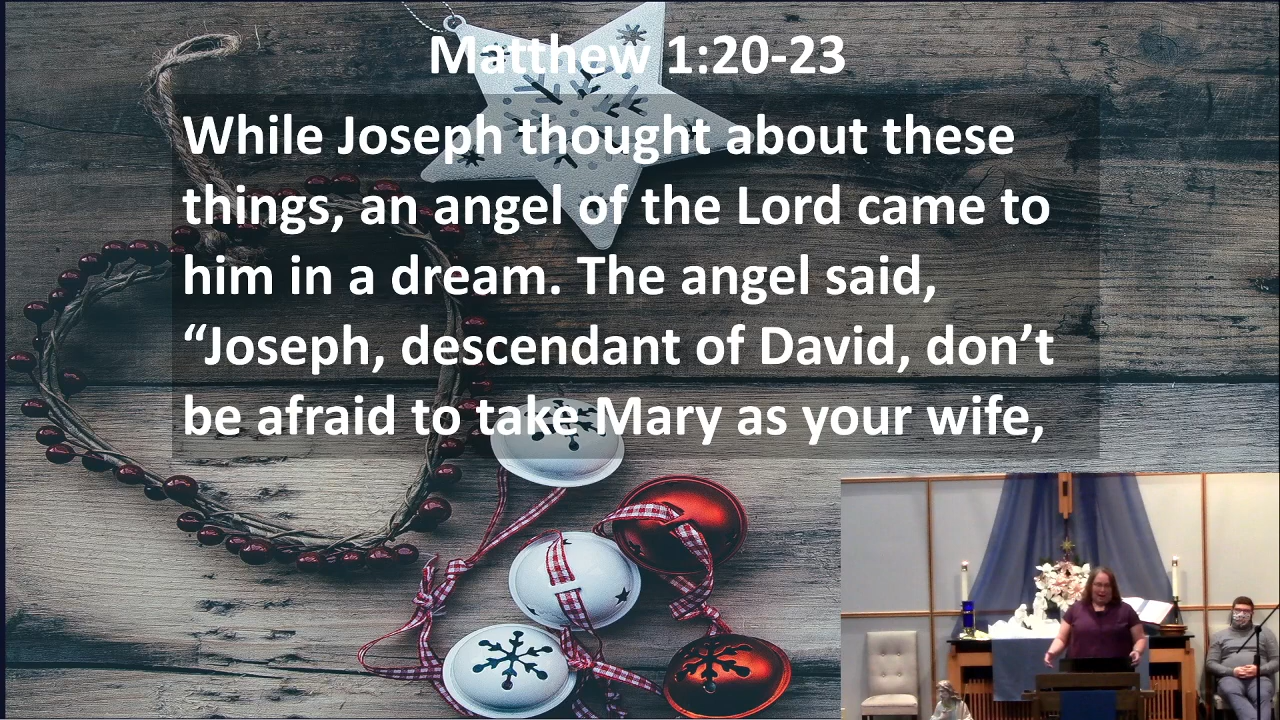 Matthew 1:20-23
While Joseph thought about these
things, an angel of the Lord came to
him in a dream. The angel said,
“Joseph, descendant of David, don’t
be afraid to take Mary as your wife,